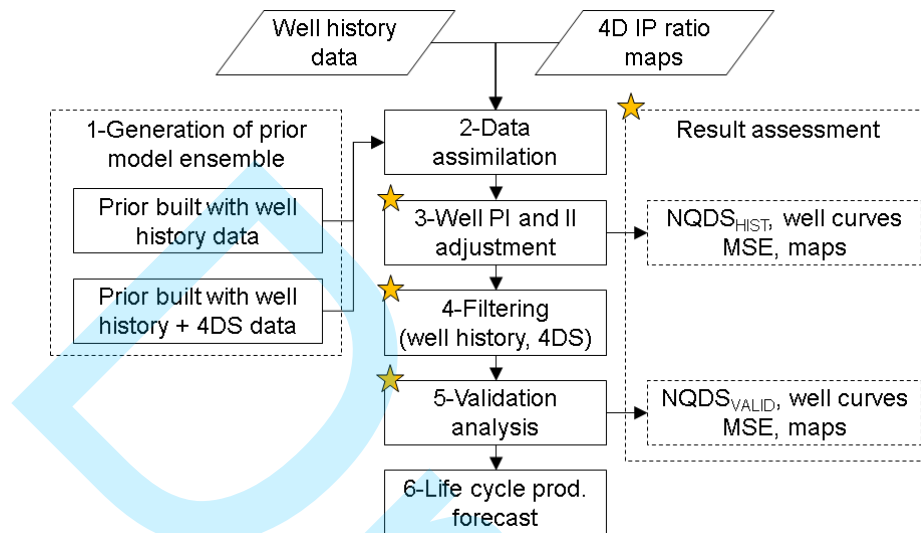 Well history
data
4D IP ratio
maps
1-Generation of prior
model ensemble
Prior built with well
history data
Prior built with well
history + 4DS data
2-Data
assimilation
3-Well PI and II
adjustment
4-Filtering
(well history, 4DS)
5-Validation
analysis
6-Life cycle prod.
forecast
Result assessment
NQDSHIST, well curves
MSE, maps
NQDSVALID, well curves
MSE, maps